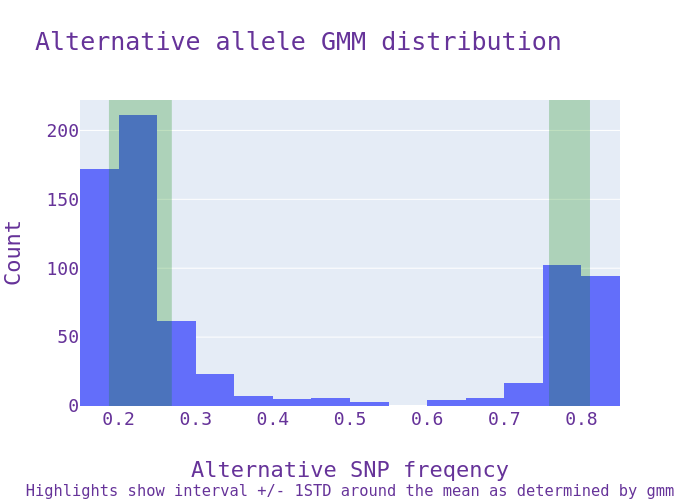 Alternative allele GMM distribution
Count
200
150
100
50
0
0.2 0.3 0.4 0.5 0.6 0.7 0.8
Alternative SNP freqency
Highlights show interval +/- 1STD around the mean as determined by gmm